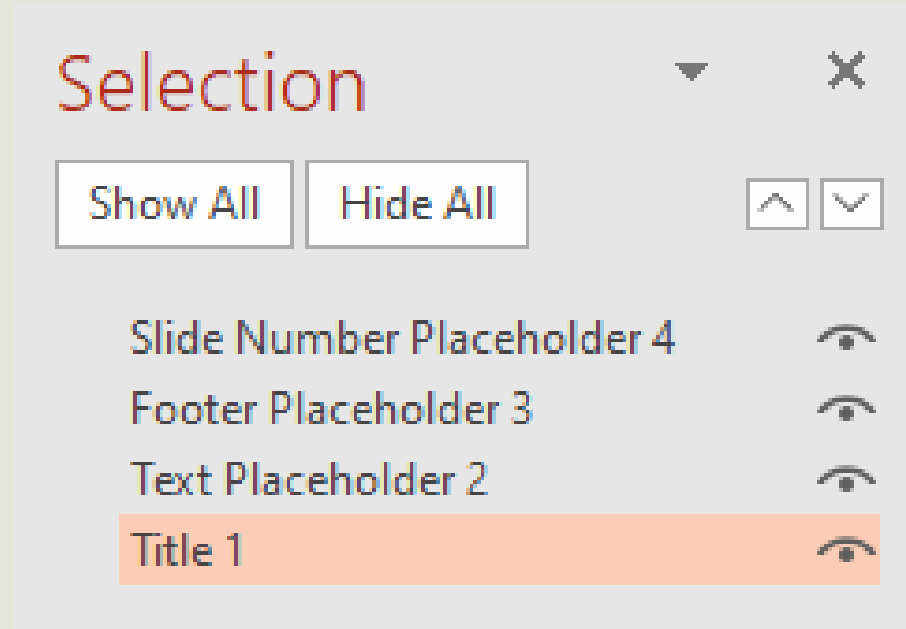 Selection
Show All Hide All
Slide Number Placeholder 4
Footer Placeholder 3
Text Placeholder 2
Title 1